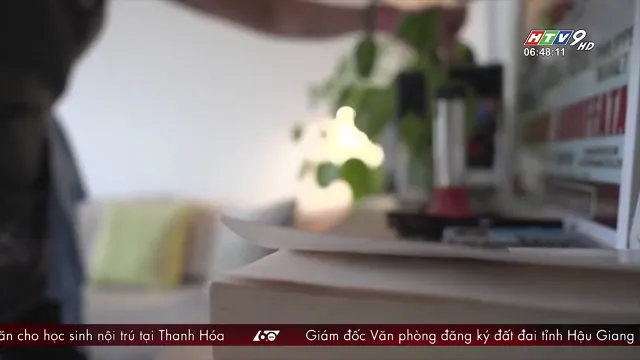 HTV9 HD
06:48:11
ăn cho học sinh nội trú tại Thanh Hóa 60 Giám đốc Văn phòng đăng ký đất đai tỉnh Hậu Giang